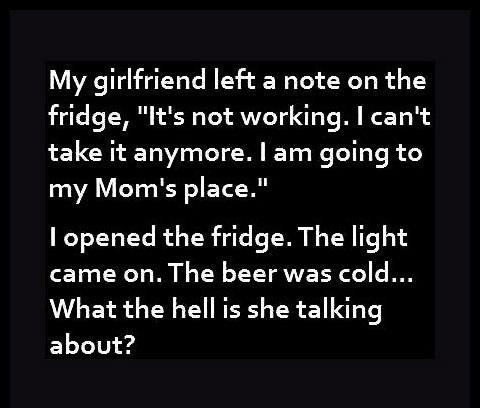 My girlfriend left a note on the
fridge, "It's not working. I can't
take it anymore. I am going to
my Mom's place."
I opened the fridge. The light
came on. The beer was cold...
What the hell is she talking
about?